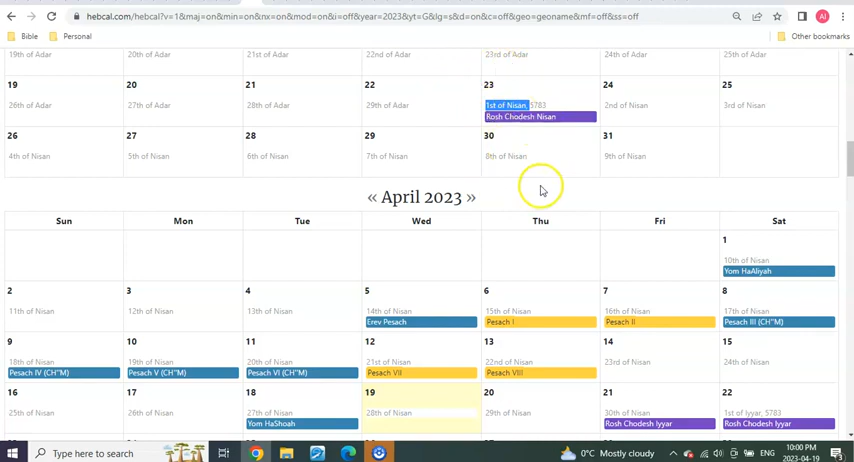 hebcal.com/hebcal?v=1&maj=on&min=on&nx=on&mod=on&i=off&year=2023&yt=G&lg=s&d=on&c=off&geo=geoname&mf=off&ss=off
AI
Bible
Personal
Other bookmarks
19th of Adar 20th of Adar 21st of Adar 22nd of Adar 23rd of Adar 24th of Adar 25th of Adar
19 20 21 22 23 24 25
26th of Adar 27th of Adar 28th of Adar 29th of Adar 1st of Nisan, 5783 2nd of Nisan 3rd of Nisan
Rosh Chodesh Nisan
26 27 28 29 30 31
4th of Nisan 5th of Nisan 6th of Nisan 7th of Nisan 8th of Nisan 9th of Nisan
« April 2023 »
Sun Mon Tue Wed Thu Fri Sat
1
10th of Nisan
Yom HaAliyah
2 3 4 5 6 7 8
11th of Nisan 12th of Nisan 13th of Nisan 14th of Nisan 15th of Nisan 16th of Nisan 17th of Nisan
Erev Pesach Pesach I Pesach II Pesach III (CH''M)
9 10 11 12 13 14 15
18th of Nisan 19th of Nisan 20th of Nisan 21st of Nisan 22nd of Nisan 23rd of Nisan 24th of Nisan
Pesach IV (CH''M) Pesach V (CH''M) Pesach VI (CH''M) Pesach VII Pesach VIII
16 17 18 19 20 21 22
25th of Nisan 26th of Nisan 27th of Nisan 28th of Nisan 29th of Nisan 30th of Nisan 1st of Iyyar, 5783
Yom HaShoah Rosh Chodesh Iyyar Rosh Chodesh Iyyar
Type here to search
0°C Mostly cloudy
ENG
10:00 PM
2023-04-19